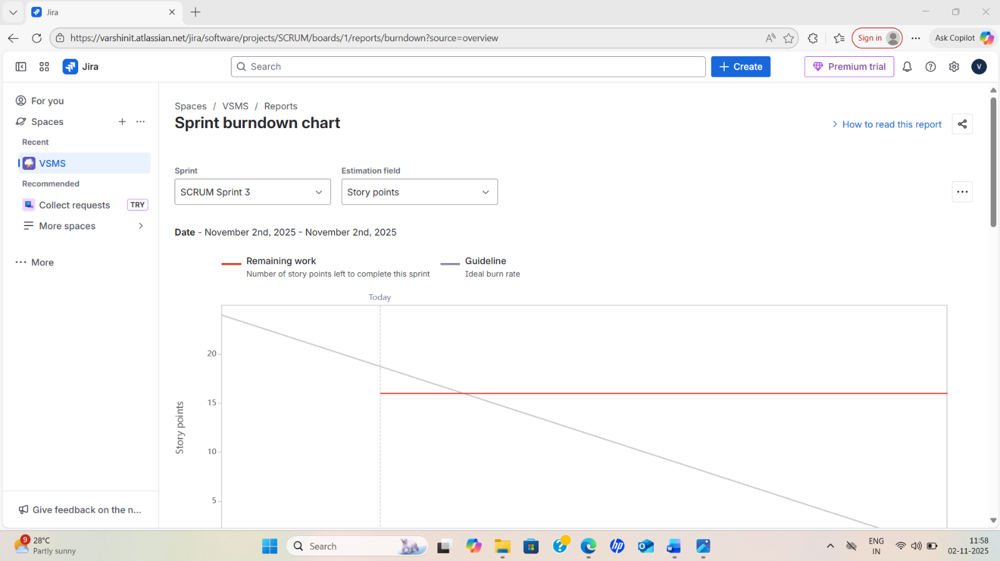 Jira
https://varshinit.atlassian.net/jira/software/projects/SCRUM/boards/1/reports/burndown?source=overview
Sign in
Ask Copilot
Jira
Search
Create
Premium trial
V
For you
Spaces
Recent
VSMS
Recommended
Collect requests TRY
More spaces
More
Give feedback on the n...
Spaces / VSMS / Reports
Sprint burndown chart
How to read this report
Sprint
SCRUM Sprint 3
Estimation field
Story points
Date - November 2nd, 2025 - November 2nd, 2025
Remaining work
Number of story points left to complete this sprint
Guideline
Ideal burn rate
Today
20
15
10
5
Story points
9
28°C
Partly sunny
Search
hp
ENG
IN
11:58
02-11-2025